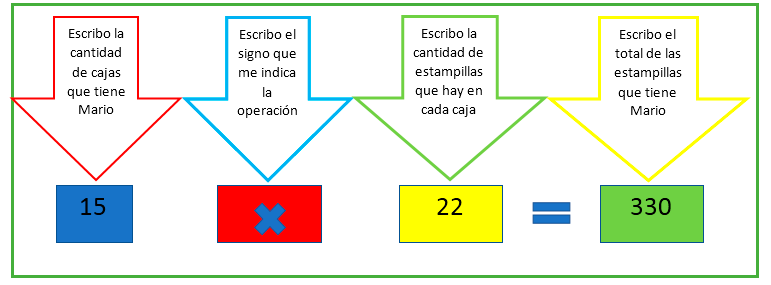 Escribo la
cantidad
de cajas
que tiene
Mario
Escribo el
signo que
me indica
la
operación
Escribo la
cantidad de
estampillas
que hay en
cada caja
Escribo el
total de las
estampillas
que tiene
Mario
15 × 22 = 330